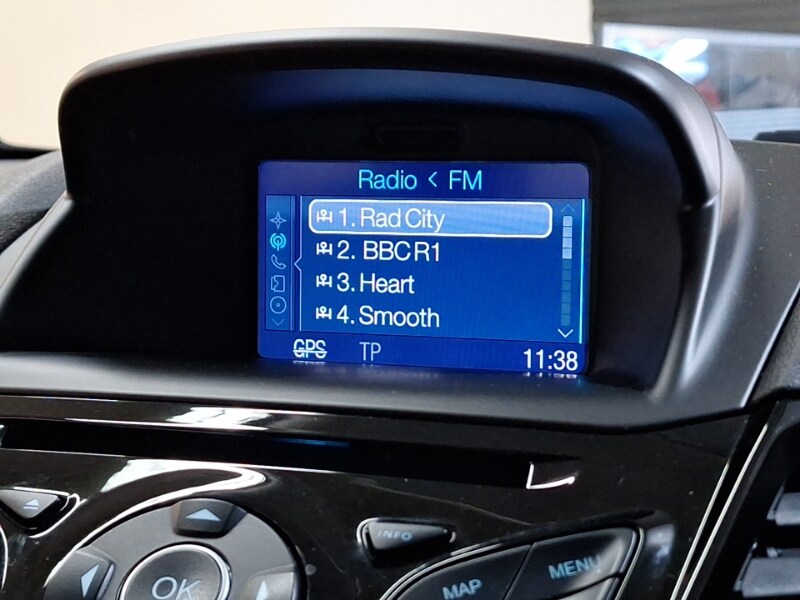 Radio < FM
1. Rad City
2. BBC R1
3. Heart
4. Smooth
GPS TP 11:38
INFO
OK MAP MENU